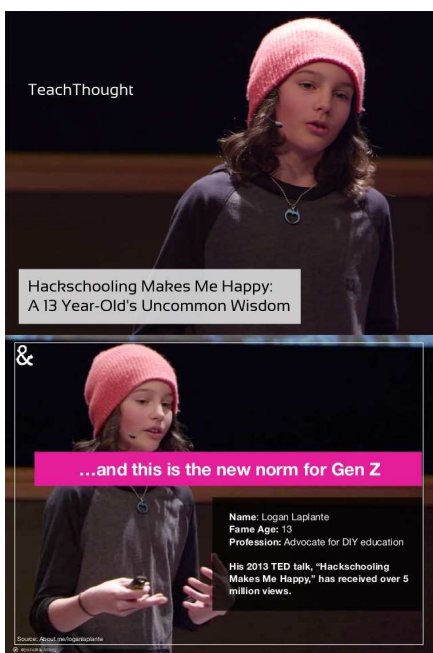 TeachThought
Hackschooling Makes Me Happy:
A 13 Year-Old's Uncommon Wisdom
&
...and this is the new norm for Gen Z
Name: Logan Laplante
Fame Age: 13
Profession: Advocate for DIY education
His 2013 TED talk, “Hackschooling
Makes Me Happy,” has received over 5
million views.
Source: About me/loganlaplante